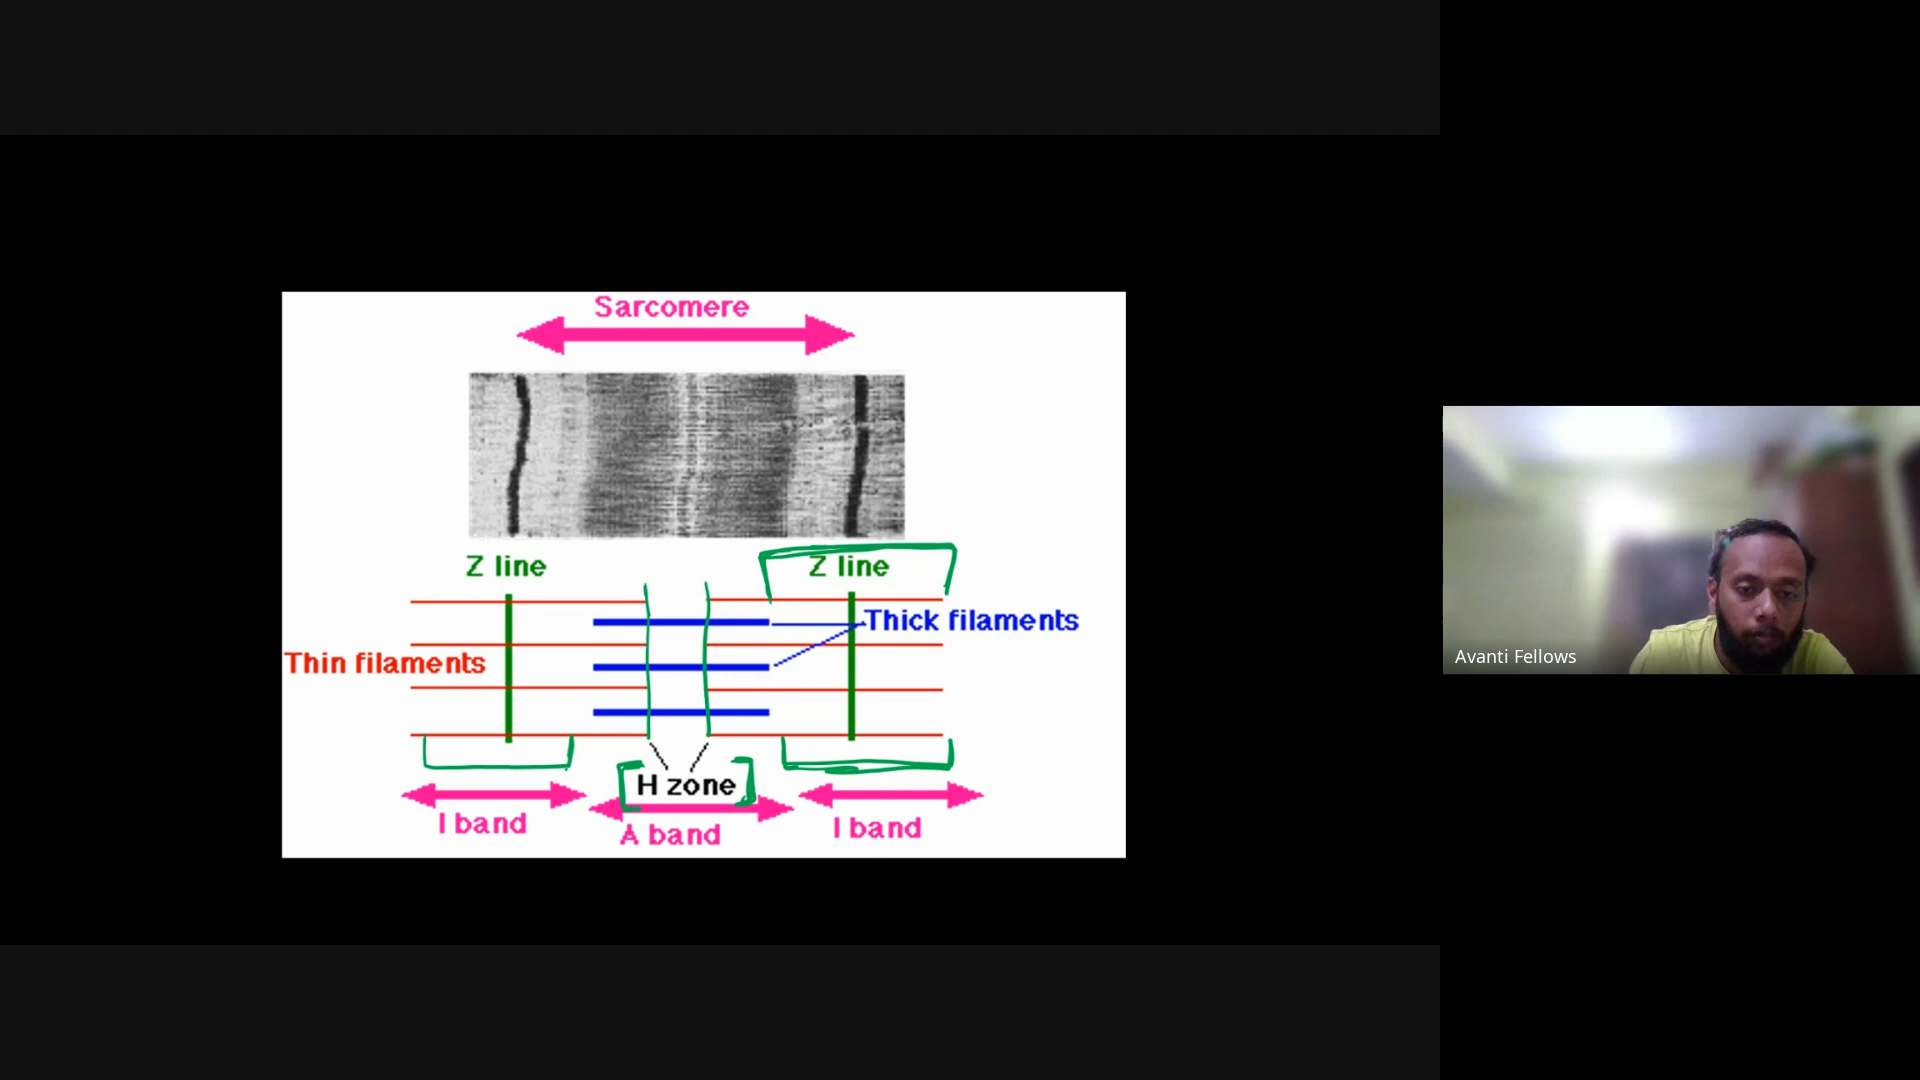 Sarcomere
Z line
Z line
Thick filaments
Thin filaments
H zone
I band
A band
I band
Avanti Fellows